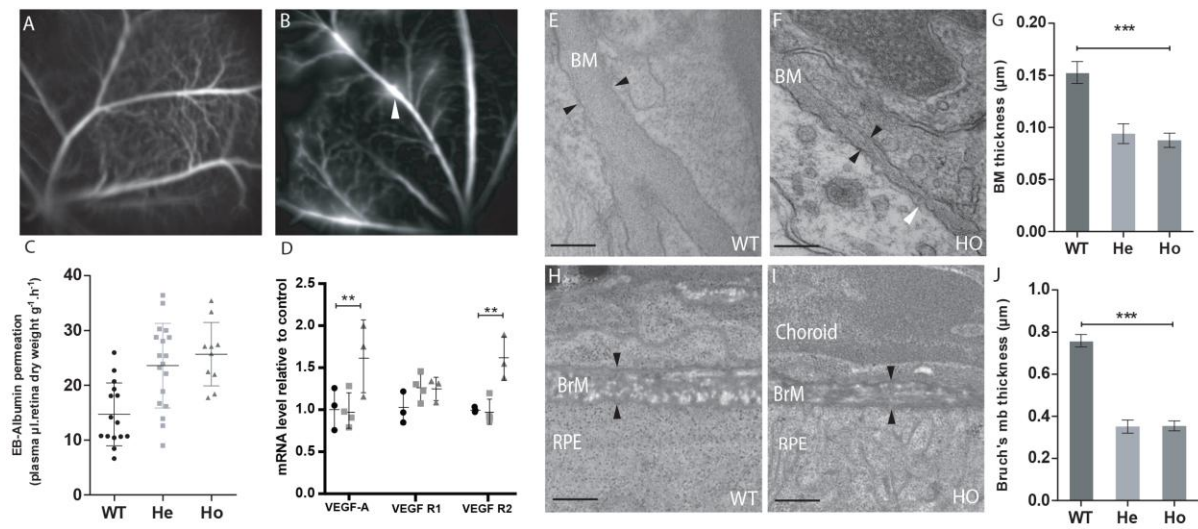 A
B
C
EB-Albumin permeation
(plasma µl.retina dry weight g⁻¹.h⁻¹)
40
30
20
10
0
WT
He
Ho
D
mRNA level relative to control
2.5
2.0
1.5
1.0
0.5
0.0
**
**
VEGF-A
VEGF R1
VEGF R2
E
BM
WT
F
BM
HO
G
BM thickness (µm)
0.15
0.10
0.05
0.00
***
WT
He
Ho
H
BrM
RPE
WT
I
Choroid
BrM
RPE
HO
J
Bruch's mb thickness (µm)
1.0
0.8
0.6
0.4
0.2
0.0
***
WT
He
Ho